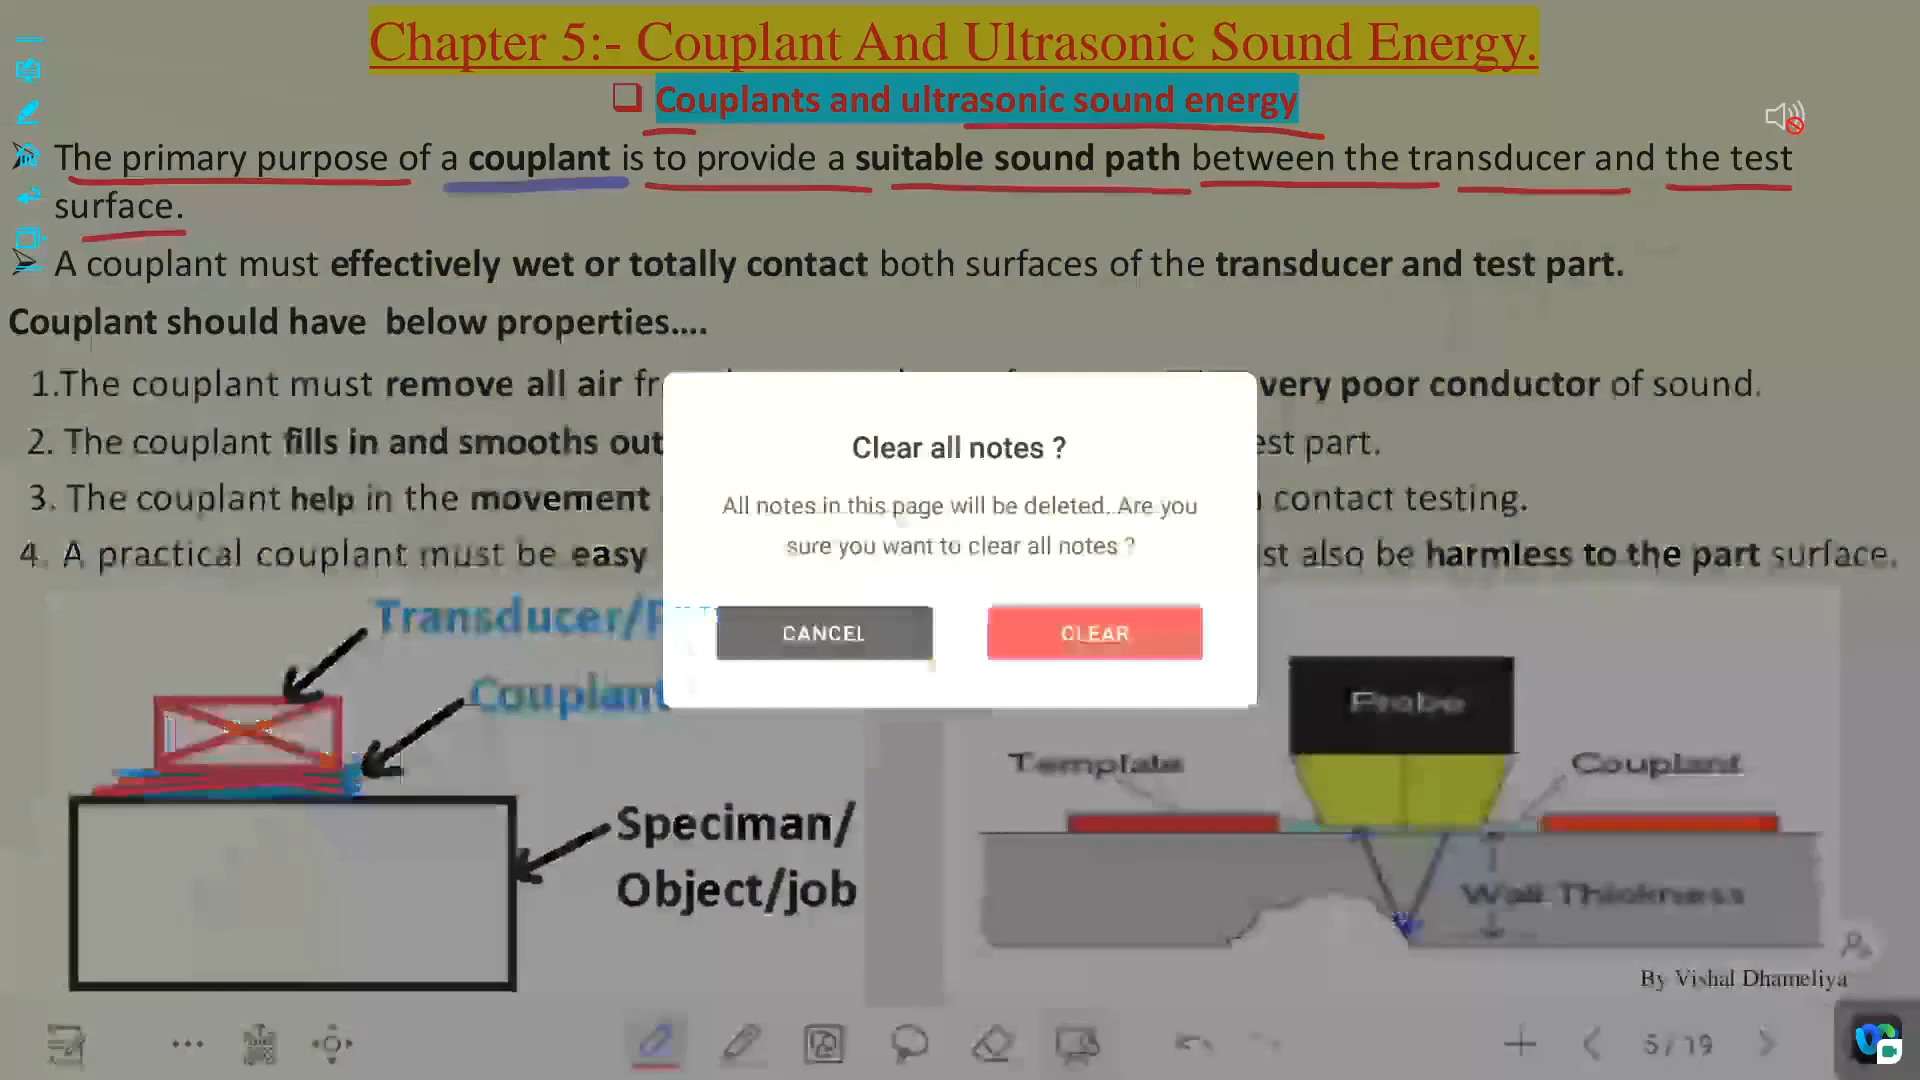 Chapter 5:- Couplant And Ultrasonic Sound Energy.
Couplants and ultrasonic sound energy
The primary purpose of a couplant is to provide a suitable sound path between the transducer and the test
surface.
A couplant must effectively wet or totally contact both surfaces of the transducer and test part.
Couplant should have below properties....
1.The couplant must remove all air very poor conductor of sound.
2. The couplant fills in and smooths out test part.
3. The couplant help in the movement contact testing.
4. A practical couplant must be easy also be harmless to the part surface.
Clear all notes ?
All notes in this page will be deleted. Are you
sure you want to clear all notes ?
CANCEL
CLEAR
Transducer/
Couplant
Speciman/
Object/job
Probe
Template
Couplant
Wall Thickness
By Vishal Dhameliya
5/19